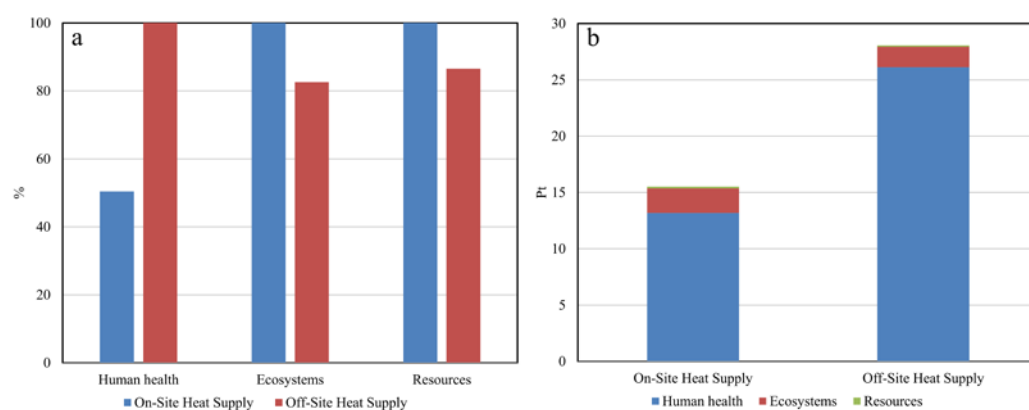 a
100
80
60
40
20
0
%
Human health Ecosystems Resources
On-Site Heat Supply Off-Site Heat Supply
b
30
25
20
15
10
5
0
Pt
On-Site Heat Supply Off-Site Heat Supply
Human health Ecosystems Resources